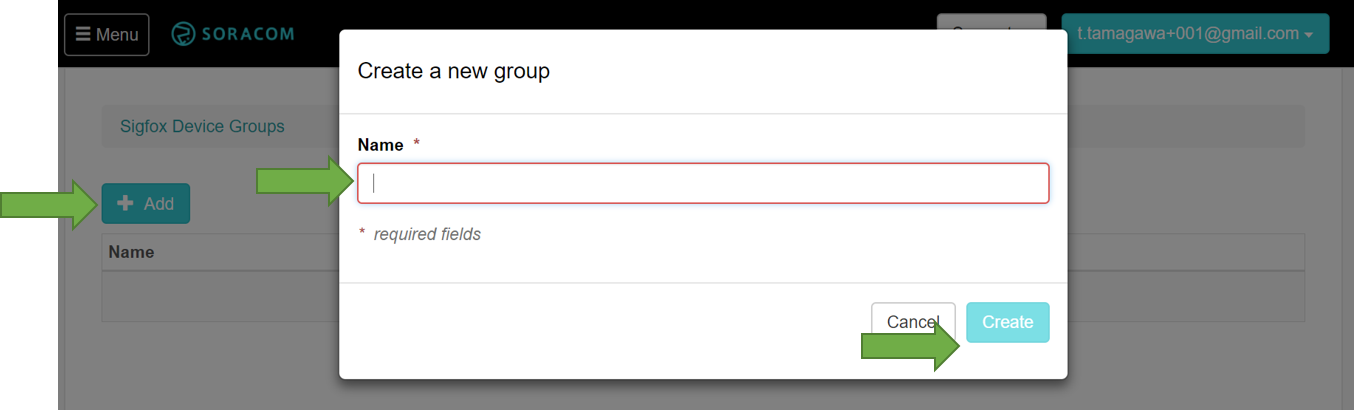 Menu
SORACOM
t.tamagawa+001@gmail.com
Create a new group
Sigfox Device Groups
Name *
Add
* required fields
Name
Cancel
Create